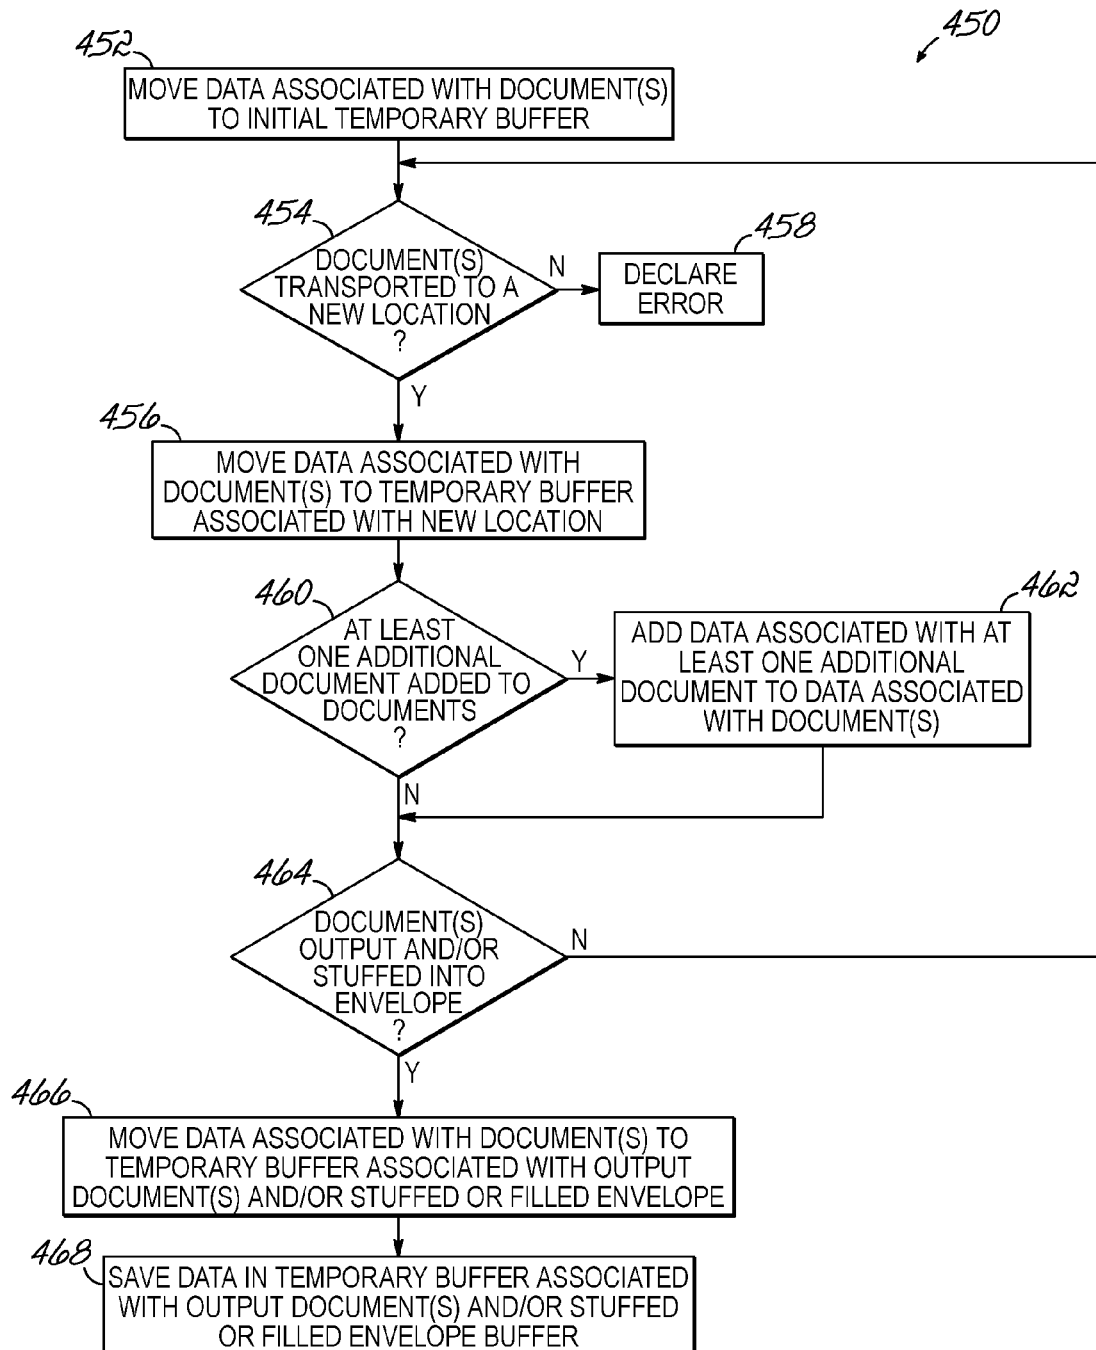 450
452
MOVE DATA ASSOCIATED WITH DOCUMENT(S)
TO INITIAL TEMPORARY BUFFER
454
DOCUMENT(S)
TRANSPORTED TO A
NEW LOCATION
?
N
458
DECLARE
ERROR
Y
456
MOVE DATA ASSOCIATED WITH
DOCUMENT(S) TO TEMPORARY BUFFER
ASSOCIATED WITH NEW LOCATION
460
AT LEAST
ONE ADDITIONAL
DOCUMENT ADDED TO
DOCUMENTS
?
Y
462
ADD DATA ASSOCIATED WITH AT
LEAST ONE ADDITIONAL
DOCUMENT TO DATA ASSOCIATED
WITH DOCUMENT(S)
N
464
DOCUMENT(S)
OUTPUT AND/OR
STUFFED INTO
ENVELOPE
?
N
Y
466
MOVE DATA ASSOCIATED WITH DOCUMENT(S) TO
TEMPORARY BUFFER ASSOCIATED WITH OUTPUT
DOCUMENT(S) AND/OR STUFFED OR FILLED ENVELOPE
468
SAVE DATA IN TEMPORARY BUFFER ASSOCIATED
WITH OUTPUT DOCUMENT(S) AND/OR STUFFED
OR FILLED ENVELOPE BUFFER